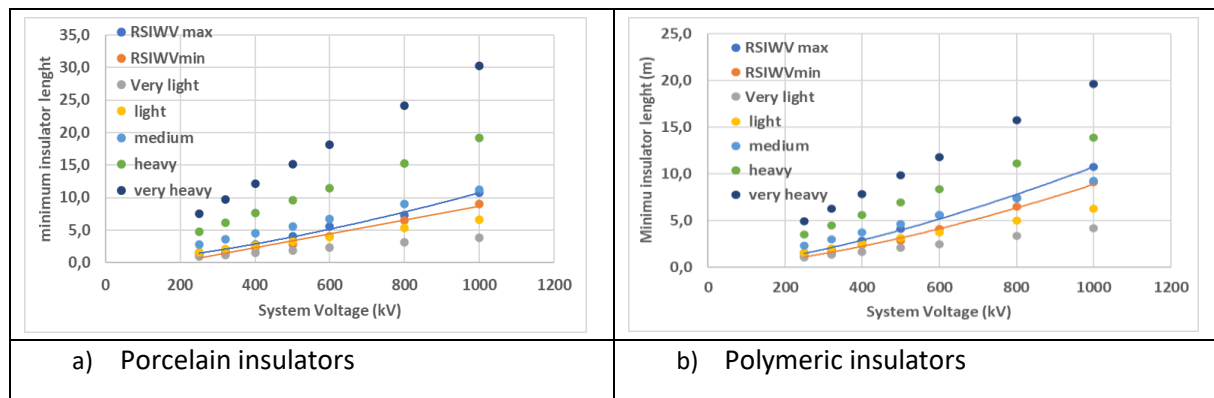 minimum insulator lenght
35,0
30,0
25,0
20,0
15,0
10,0
5,0
0,0
RSIWV max
RSIWVmin
Very light
light
medium
heavy
very heavy
0 200 400 600 800 1000 1200
System Voltage (kV)
Minimu insulator lenght (m)
25,0
20,0
15,0
10,0
5,0
0,0
RSIWV max
RSIWVmin
Very light
light
medium
heavy
very heavy
0 200 400 600 800 1000 1200
System Voltage (kV)
a) Porcelain insulators
b) Polymeric insulators